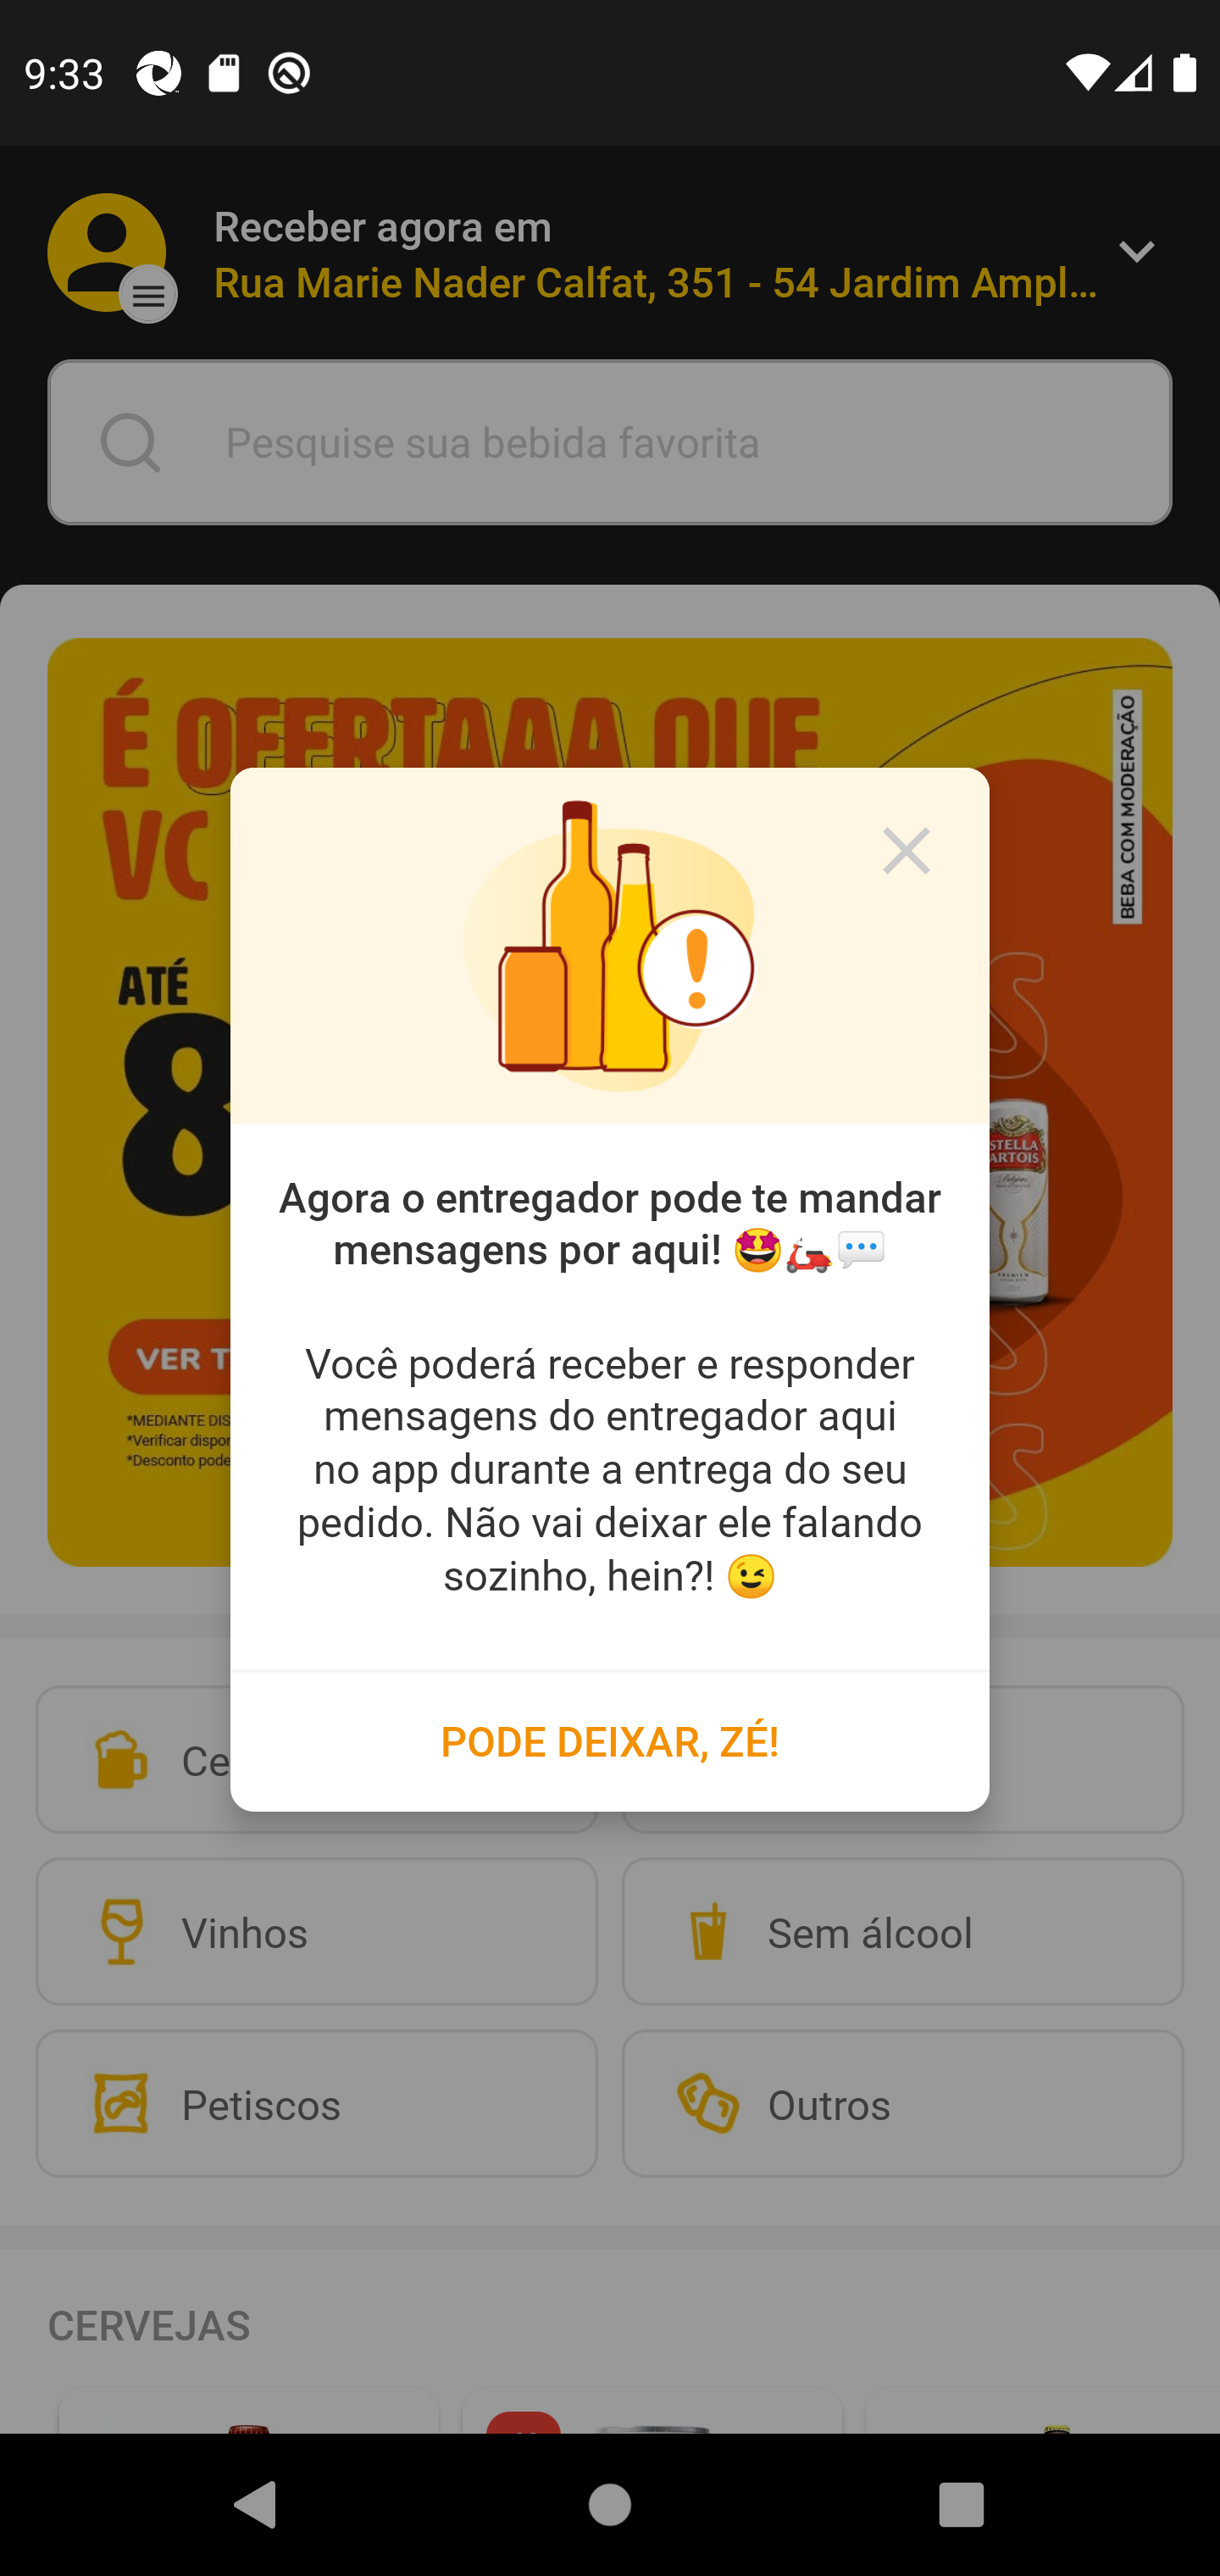 9:33
Receber agora em
Rua Marie Nader Calfat, 351 - 54 Jardim Ampl...
Pesquise sua bebida favorita
É OFERTAAA QUE
VC
BEBA COM MODERAÇÃO
ATÉ
8
STELLA
ARTOIS
VER T
*MEDIANTE DIS
*Verificar dispor
*Desconto pode
Agora o entregador pode te mandar
mensagens por aqui! 🤩🛵💬
Você poderá receber e responder
mensagens do entregador aqui
no app durante a entrega do seu
pedido. Não vai deixar ele falando
sozinho, hein?! 😉
PODE DEIXAR, ZÉ!
Ce
Vinhos
Sem álcool
Petiscos
Outros
CERVEJAS